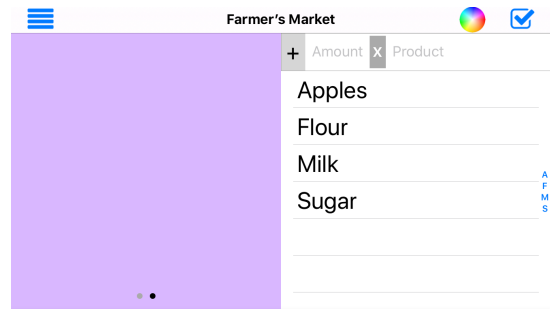 Farmer's Market
+ Amount X Product
Apples
Flour
Milk
Sugar
A
F
M
S